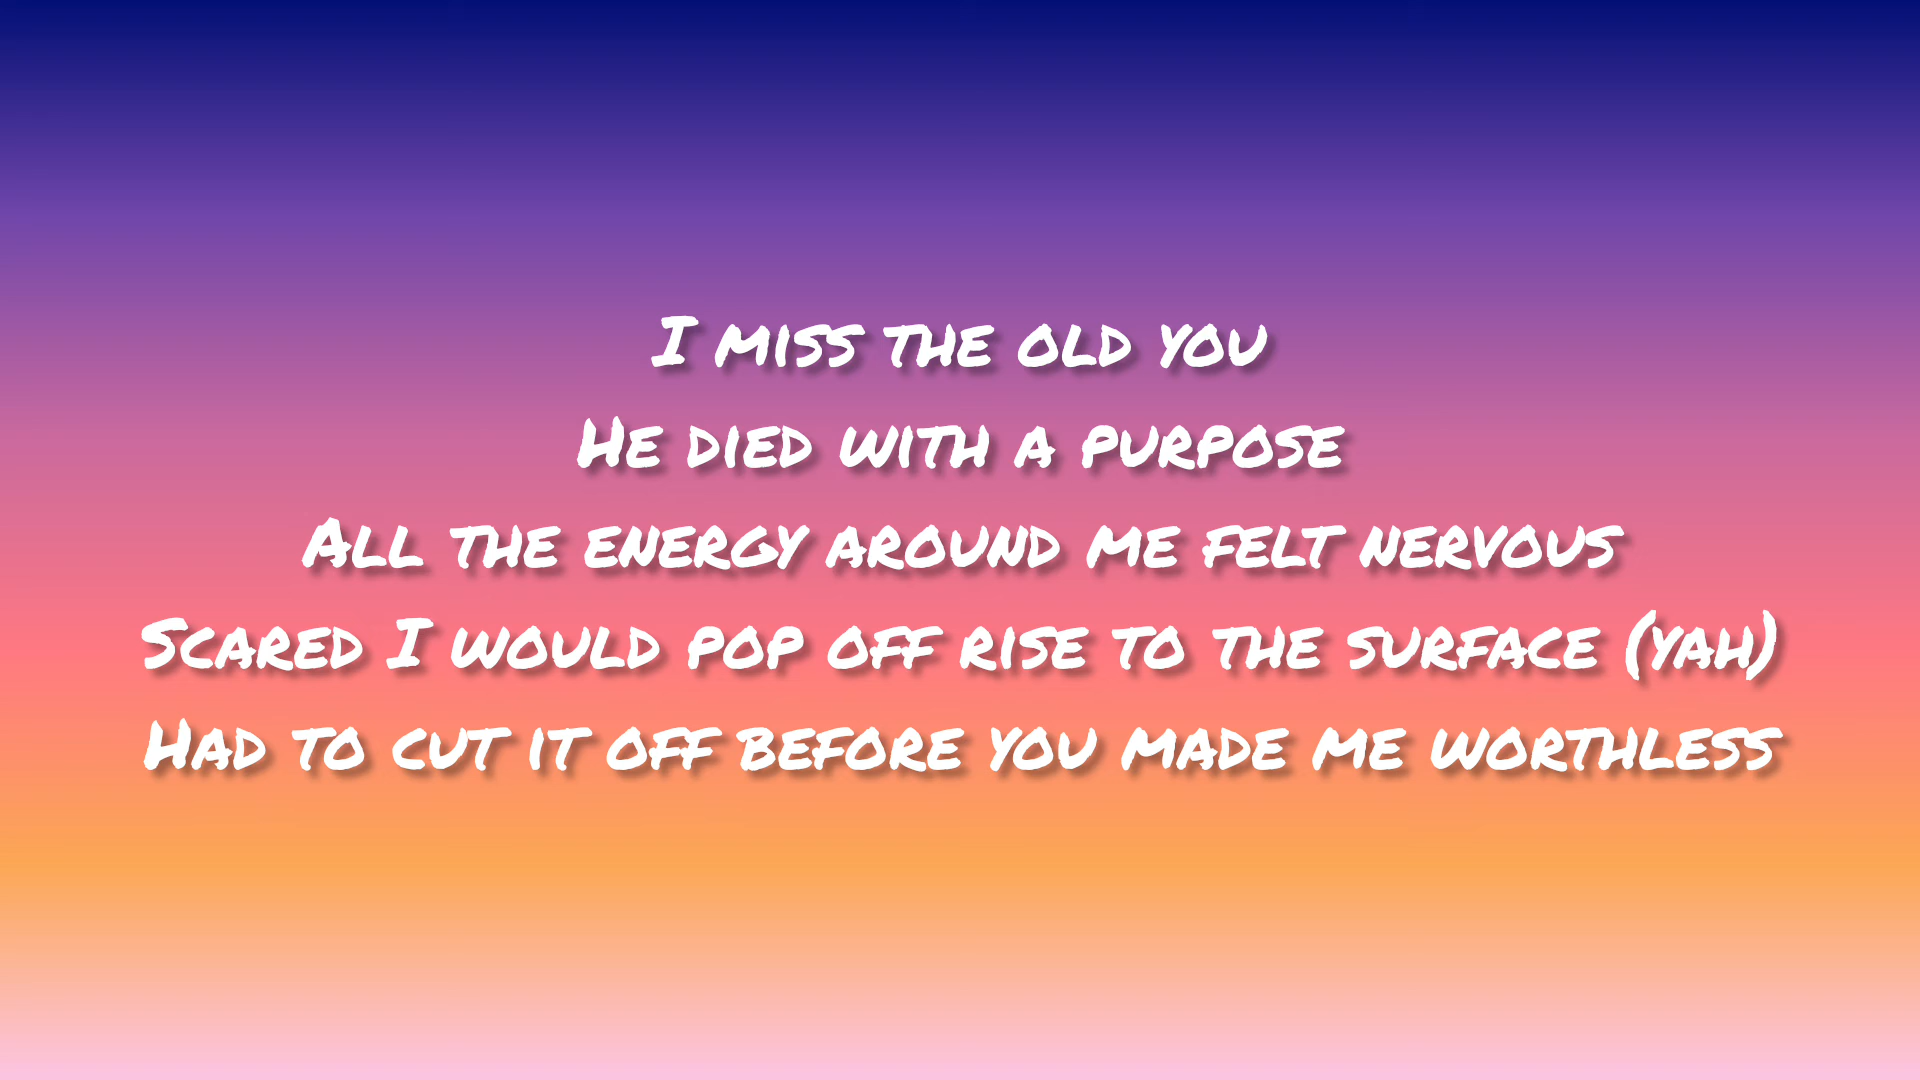 I miss the old you
He died with a purpose
All the energy around me felt nervous
Scared I would pop off rise to the surface (yah)
Had to cut it off before you made me worthless